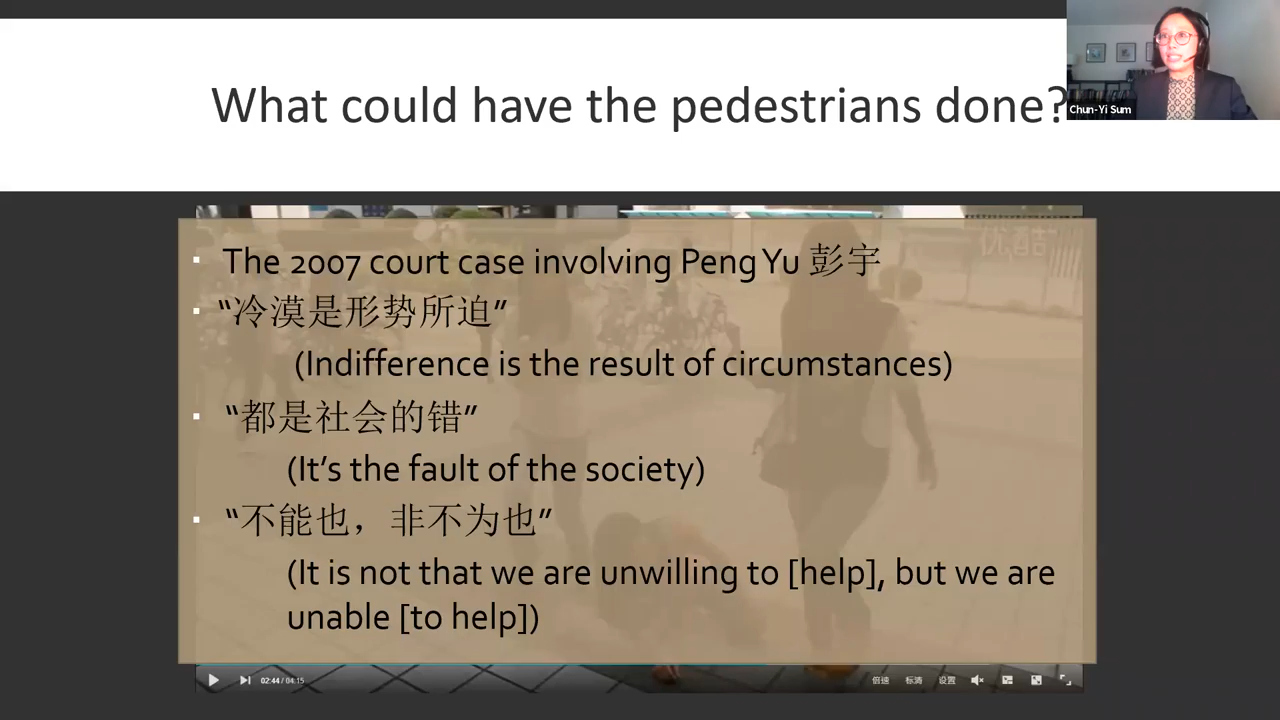 What could have the pedestrians done?
Chun-Yi Sum
优酷
The 2007 court case involving Peng Yu 彭宇
“冷漠是形势所迫”
(Indifference is the result of circumstances)
“都是社会的错”
(It’s the fault of the society)
“不能也，非不为也”
(It is not that we are unwilling to [help], but we are
unable [to help])
02:44 / 04:15
倍速 标清 设置